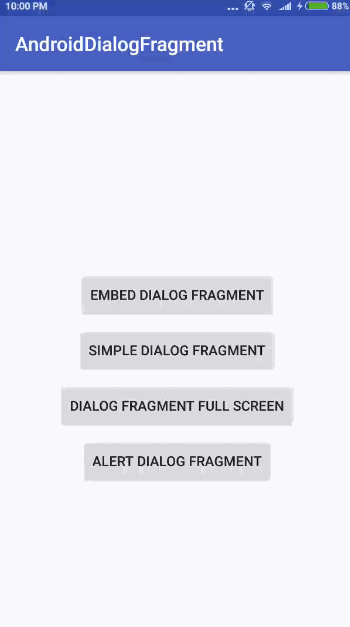 10:00 PM
88%
AndroidDialogFragment
EMBED DIALOG FRAGMENT
SIMPLE DIALOG FRAGMENT
DIALOG FRAGMENT FULL SCREEN
ALERT DIALOG FRAGMENT